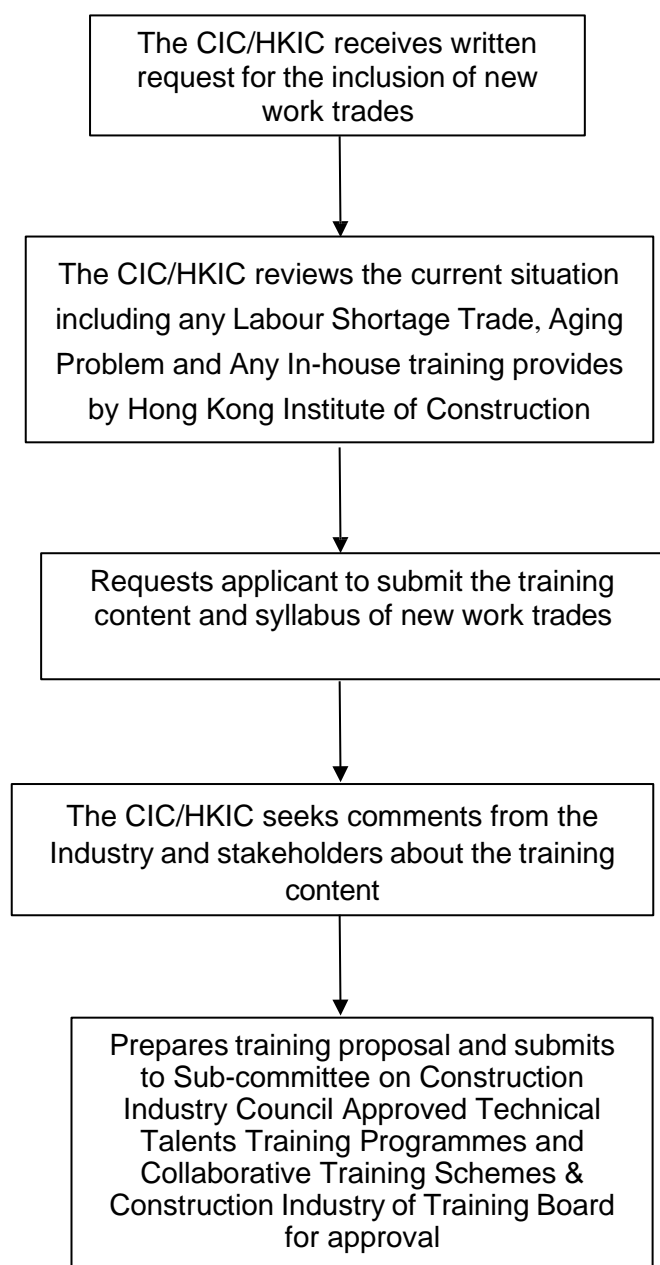 The CIC/HKIC receives written
request for the inclusion of new
work trades
The CIC/HKIC reviews the current situation
including any Labour Shortage Trade, Aging
Problem and Any In-house training provides
by Hong Kong Institute of Construction
Requests applicant to submit the training
content and syllabus of new work trades
The CIC/HKIC seeks comments from the
Industry and stakeholders about the training
content
Prepares training proposal and submits
to Sub-committee on Construction
Industry Council Approved Technical
Talents Training Programmes and
Collaborative Training Schemes &
Construction Industry of Training Board
for approval